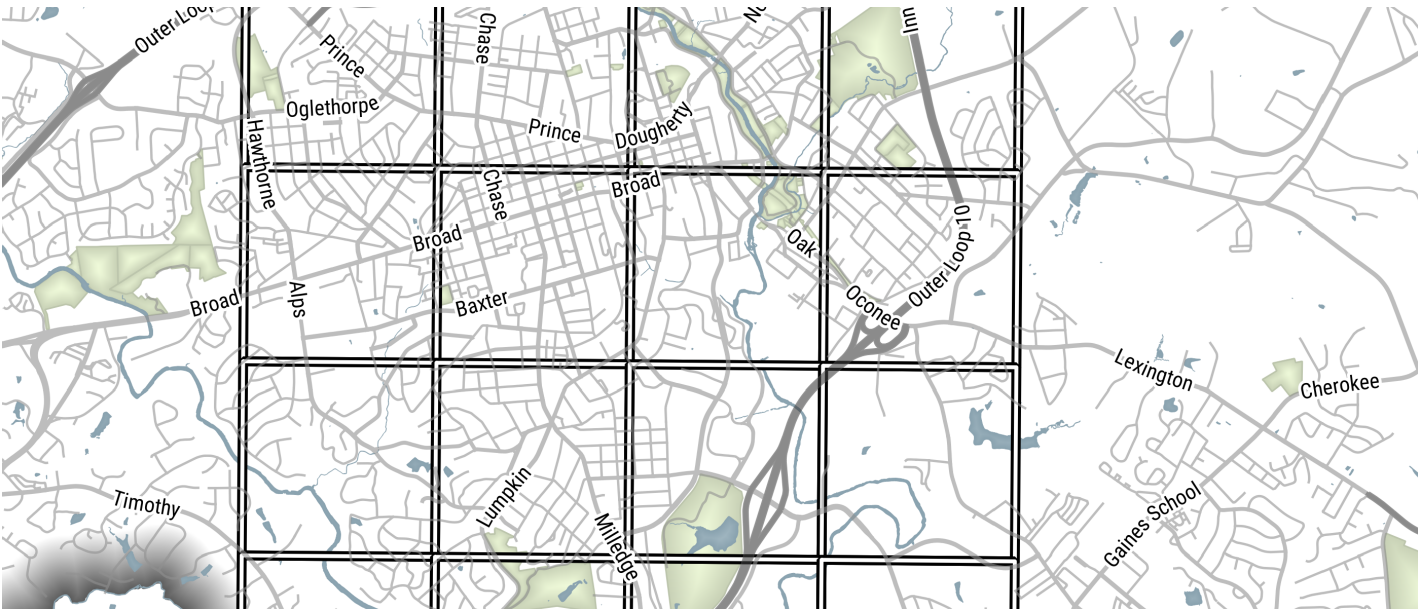 Outer Loop
Prince
Chase
Oglethorpe
Prince
Dougherty
Hawthorne
Chase
Broad
Broad
Oak
Outer Loop 10
Broad
Alps
Baxter
Oconee
Lexington
Cherokee
Timothy
Lumpkin
Milledge
Gaines School